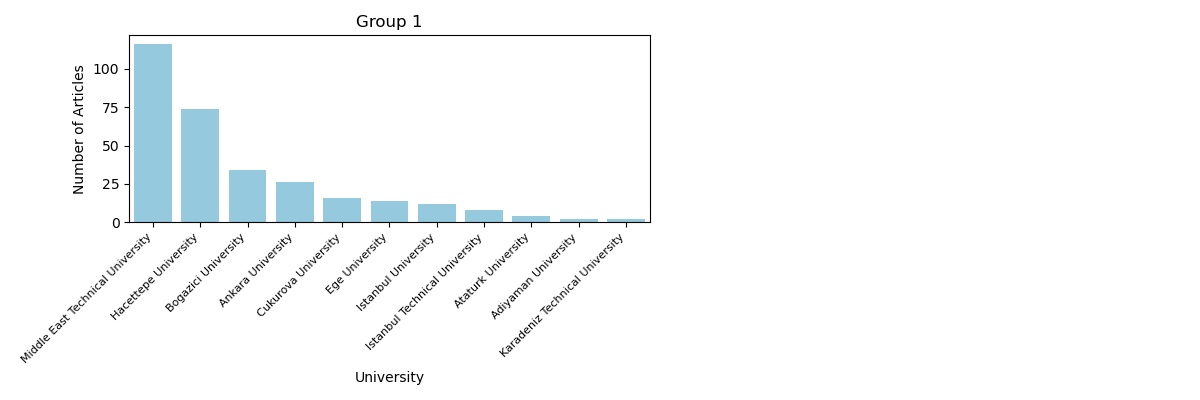 Group 1
Number of Articles
100
75
50
25
0
Middle East Technical University
Hacettepe University
Bogazici University
Ankara University
Cukurova University
Ege University
Istanbul University
Istanbul Technical University
Ataturk University
Adiyaman University
Karadeniz Technical University
University